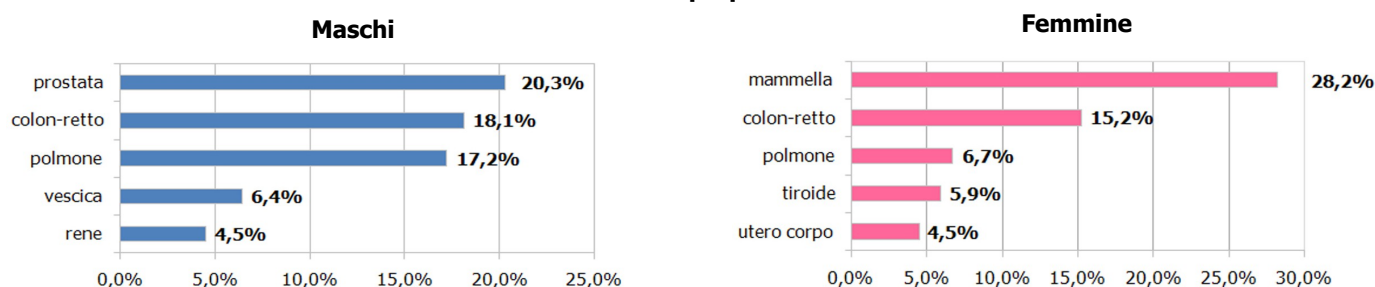 Maschi
prostata 20,3%
colon-retto 18,1%
polmone 17,2%
vescica 6,4%
rene 4,5%
0,0% 5,0% 10,0% 15,0% 20,0% 25,0%
Femmine
mammella 28,2%
colon-retto 15,2%
polmone 6,7%
tiroide 5,9%
utero corpo 4,5%
0,0% 5,0% 10,0% 15,0% 20,0% 25,0% 30,0%